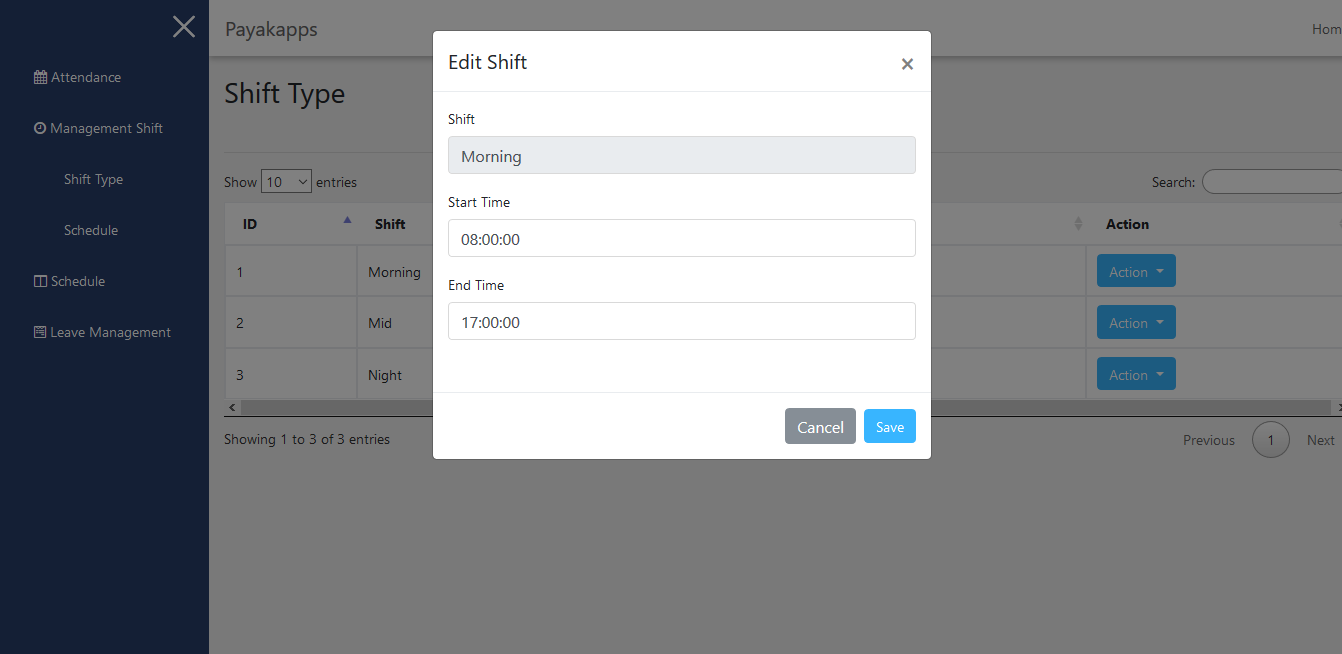 Payakapps
Hom
Attendance
Management Shift
Shift Type
Schedule
Schedule
Leave Management
Shift Type
Show 10 entries
Search:
ID Shift Action
1 Morning Action
2 Mid Action
3 Night Action
Showing 1 to 3 of 3 entries
Previous 1 Next
Edit Shift
×
Shift
Morning
Start Time
08:00:00
End Time
17:00:00
Cancel Save